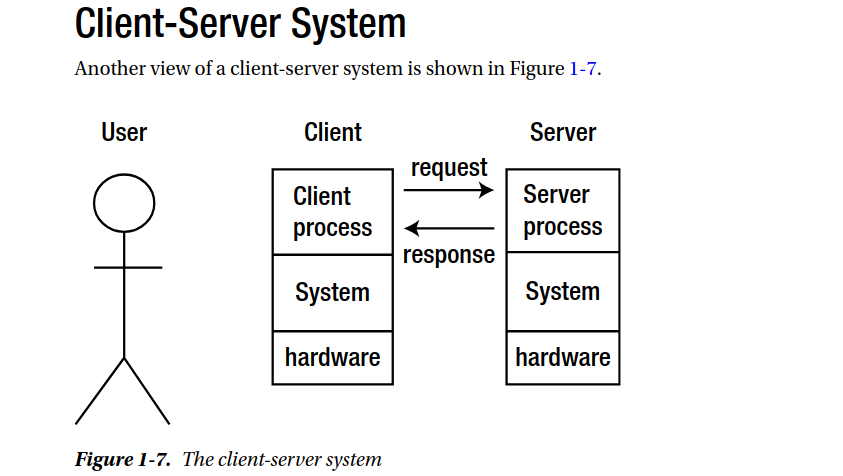 Client-Server System
Another view of a client-server system is shown in Figure 1-7.
User
Client
Server
request
response
Client
process
System
hardware
Server
process
System
hardware
Figure 1-7. The client-server system